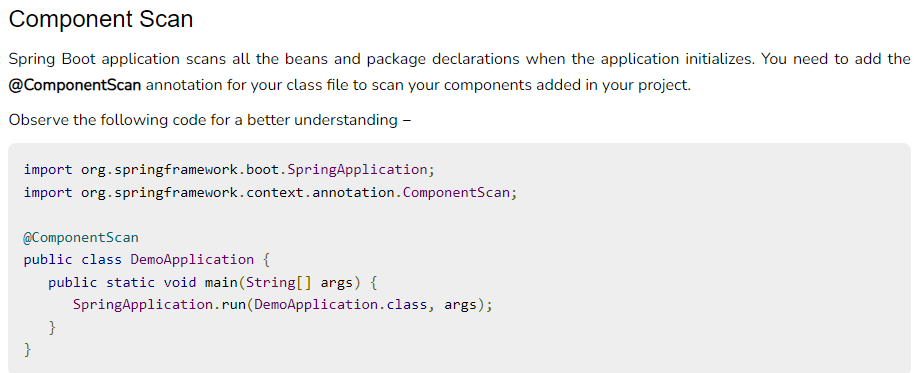 Component Scan
Spring Boot application scans all the beans and package declarations when the application initializes. You need to add the
@ComponentScan annotation for your class file to scan your components added in your project.
Observe the following code for a better understanding −
import org.springframework.boot.SpringApplication;
import org.springframework.context.annotation.ComponentScan;

@ComponentScan
public class DemoApplication {
   public static void main(String[] args) {
      SpringApplication.run(DemoApplication.class, args);
   }
}